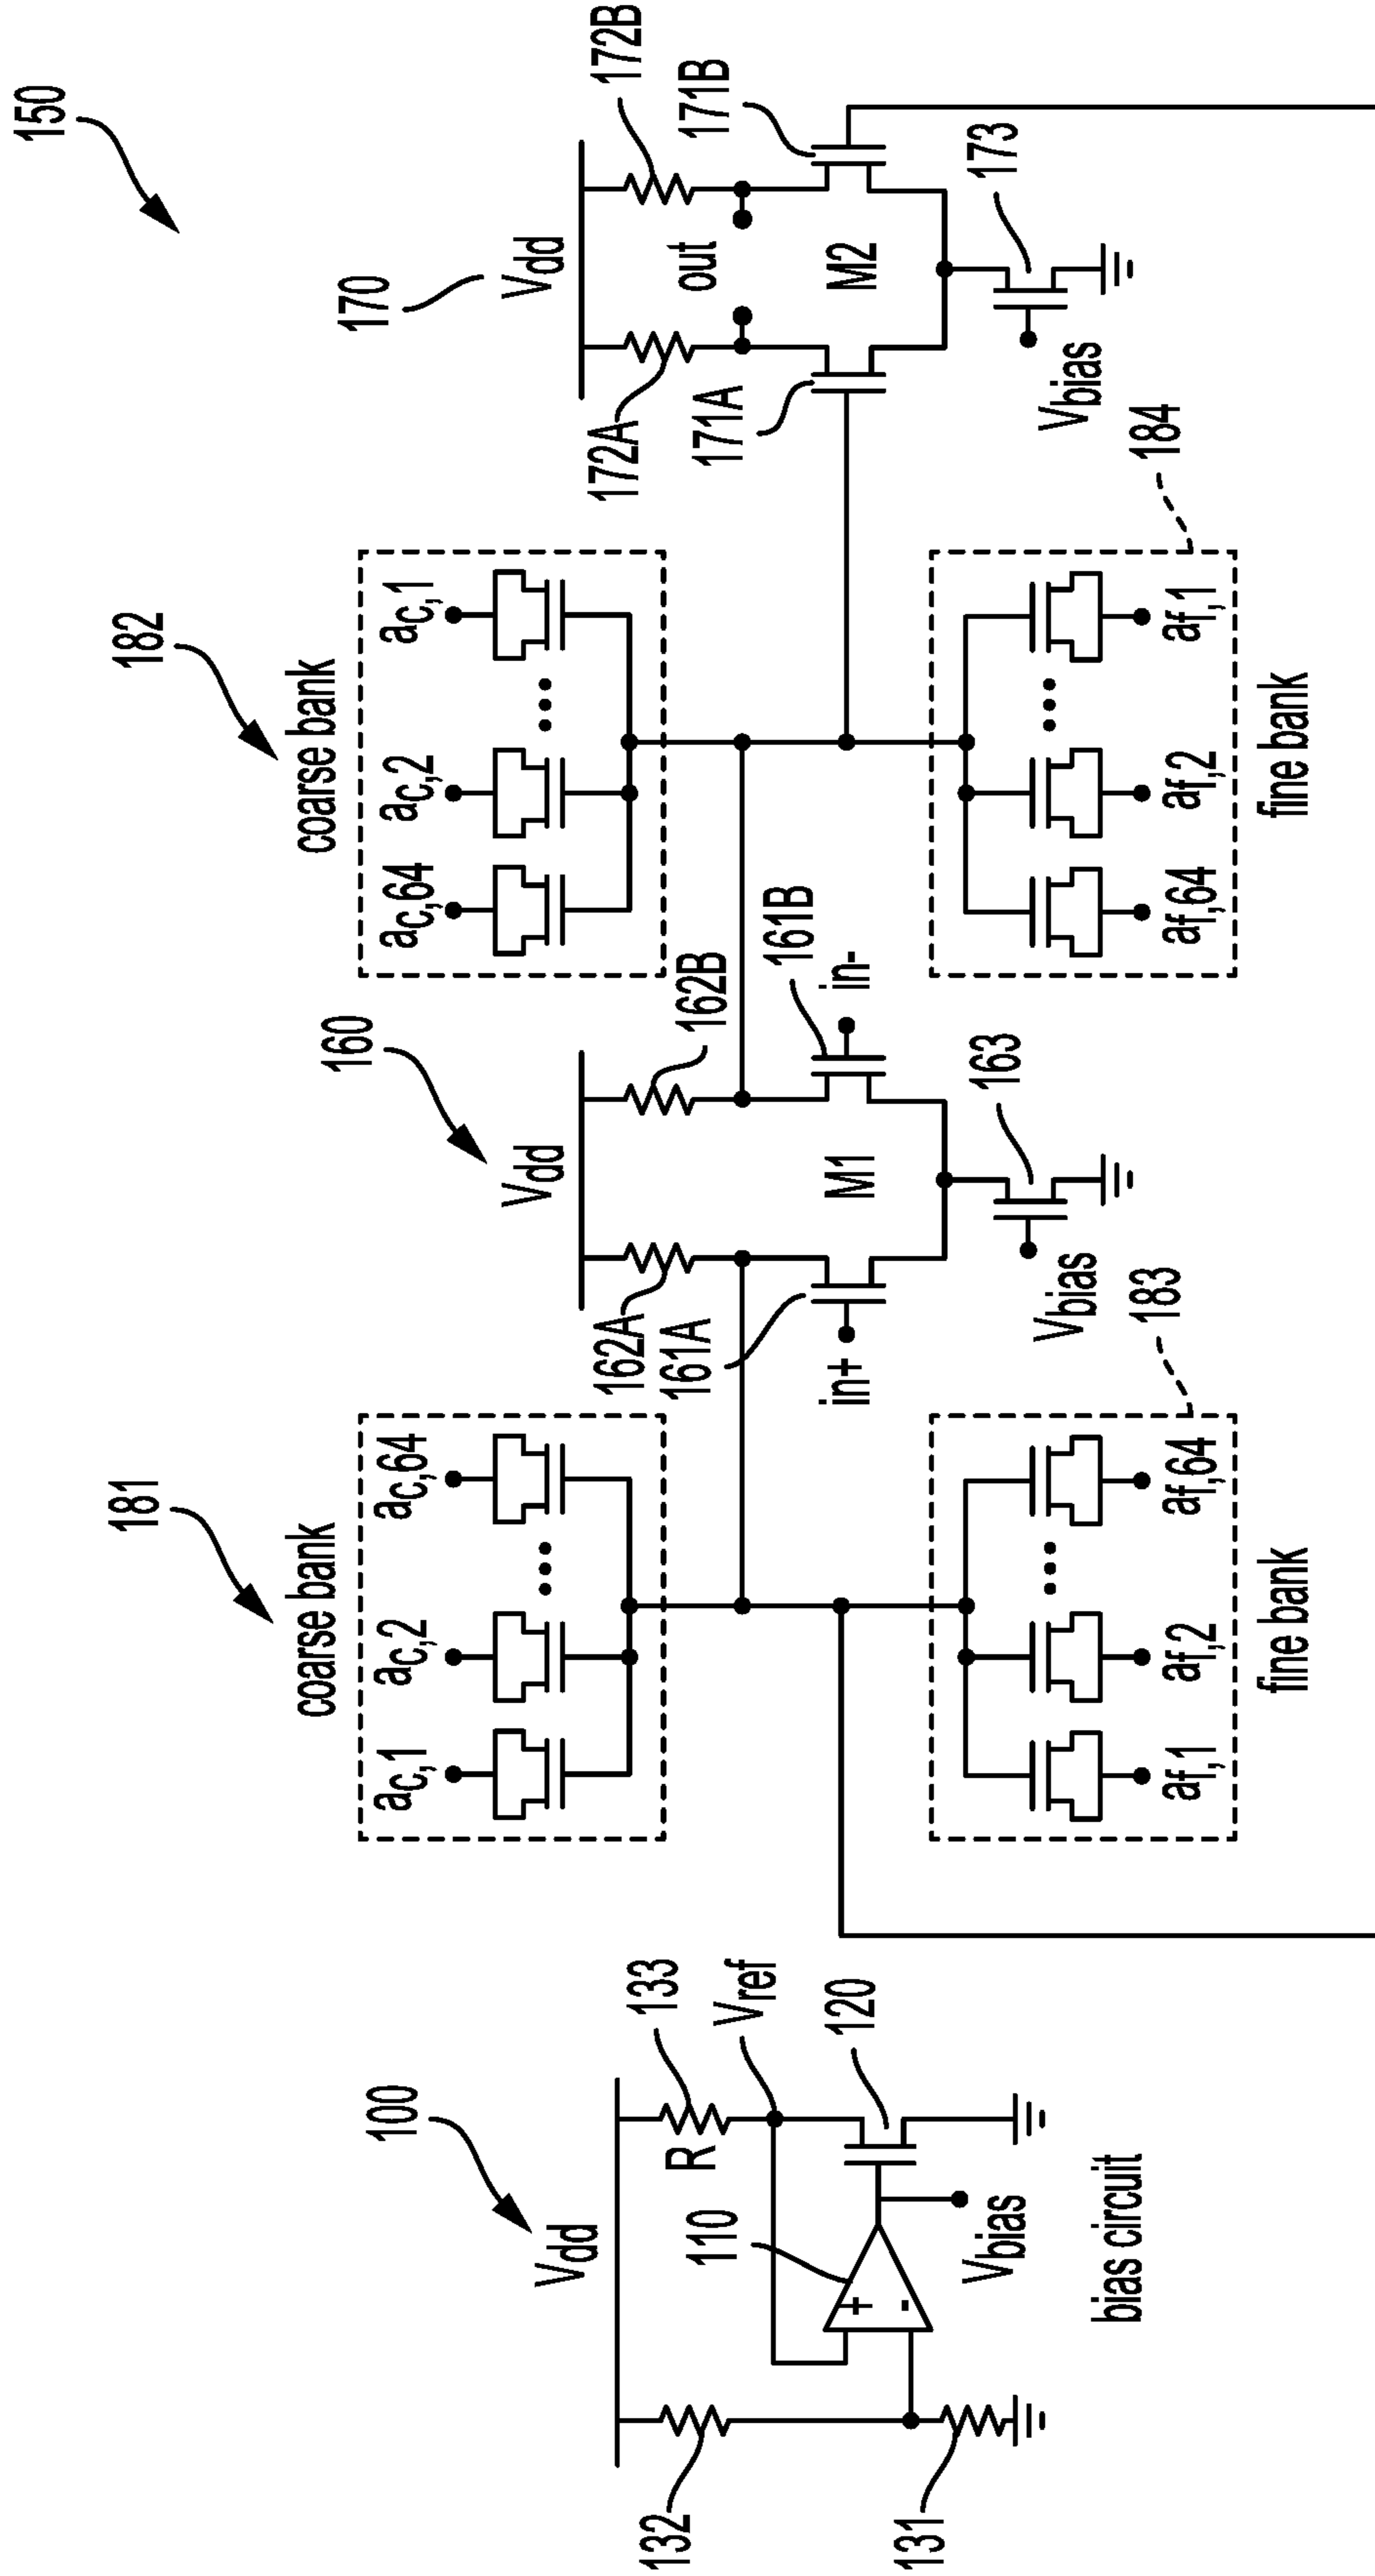 150
100
Vdd
132
131
133
R
Vref
110
120
Vbias
bias circuit
181
coarse bank
ac,1
ac,2
ac,64
183
af,1
af,2
af,64
fine bank
160
Vdd
162A
161A
162B
161B
in+
in-
M1
163
Vbias
182
coarse bank
ac,64
ac,2
ac,1
184
af,64
af,2
af,1
fine bank
170
Vdd
172A
172B
out
171A
171B
M2
173
Vbias